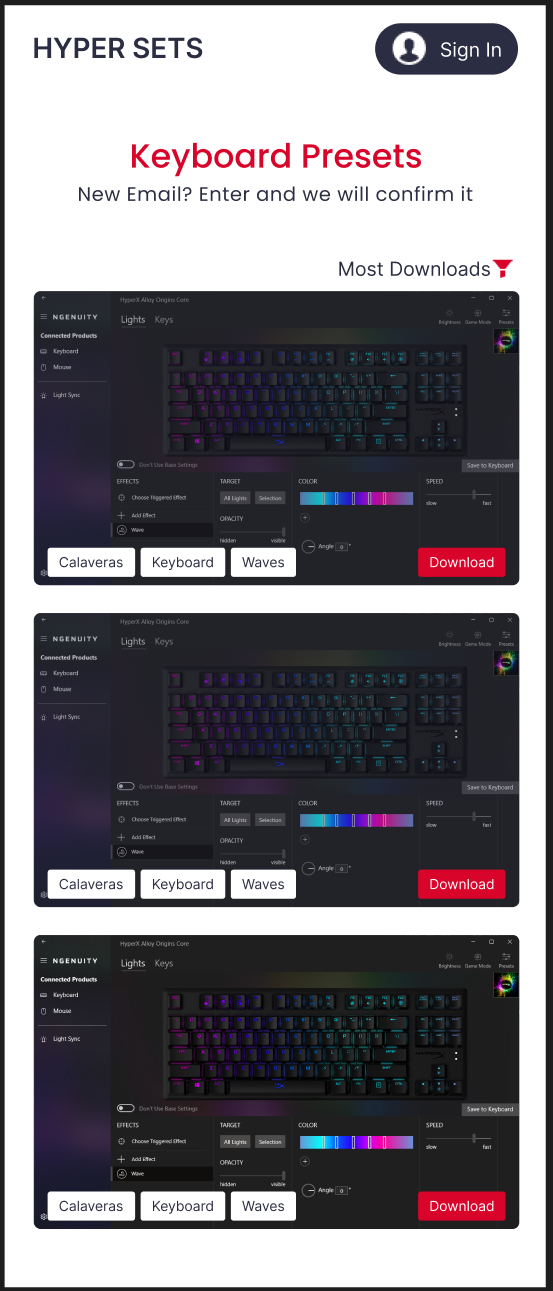 HYPER SETS
Sign In
Keyboard Presets
New Email? Enter and we will confirm it
Most Downloads
HyperX Alloy Origins Core
NGENUITY
Lights Keys
Brightness Game Mode Presets
Connected Products
Keyboard
Mouse
Light Sync
Don't Use Base Settings
Save to Keyboard
EFFECTS
TARGET
COLOR
SPEED
Choose Triggered Effect
All Lights Selection
slow fast
Add Effect
OPACITY
Wave
hidden visible
Angle 0 °
Calaveras Keyboard Waves Download
HyperX Alloy Origins Core
NGENUITY
Lights Keys
Brightness Game Mode Presets
Connected Products
Keyboard
Mouse
Light Sync
Don't Use Base Settings
Save to Keyboard
EFFECTS
TARGET
COLOR
SPEED
Choose Triggered Effect
All Lights Selection
slow fast
Add Effect
OPACITY
Wave
hidden visible
Angle 0 °
Calaveras Keyboard Waves Download
HyperX Alloy Origins Core
NGENUITY
Lights Keys
Brightness Game Mode Presets
Connected Products
Keyboard
Mouse
Light Sync
Don't Use Base Settings
Save to Keyboard
EFFECTS
TARGET
COLOR
SPEED
Choose Triggered Effect
All Lights Selection
slow fast
Add Effect
OPACITY
Wave
hidden visible
Angle 0 °
Calaveras Keyboard Waves Download